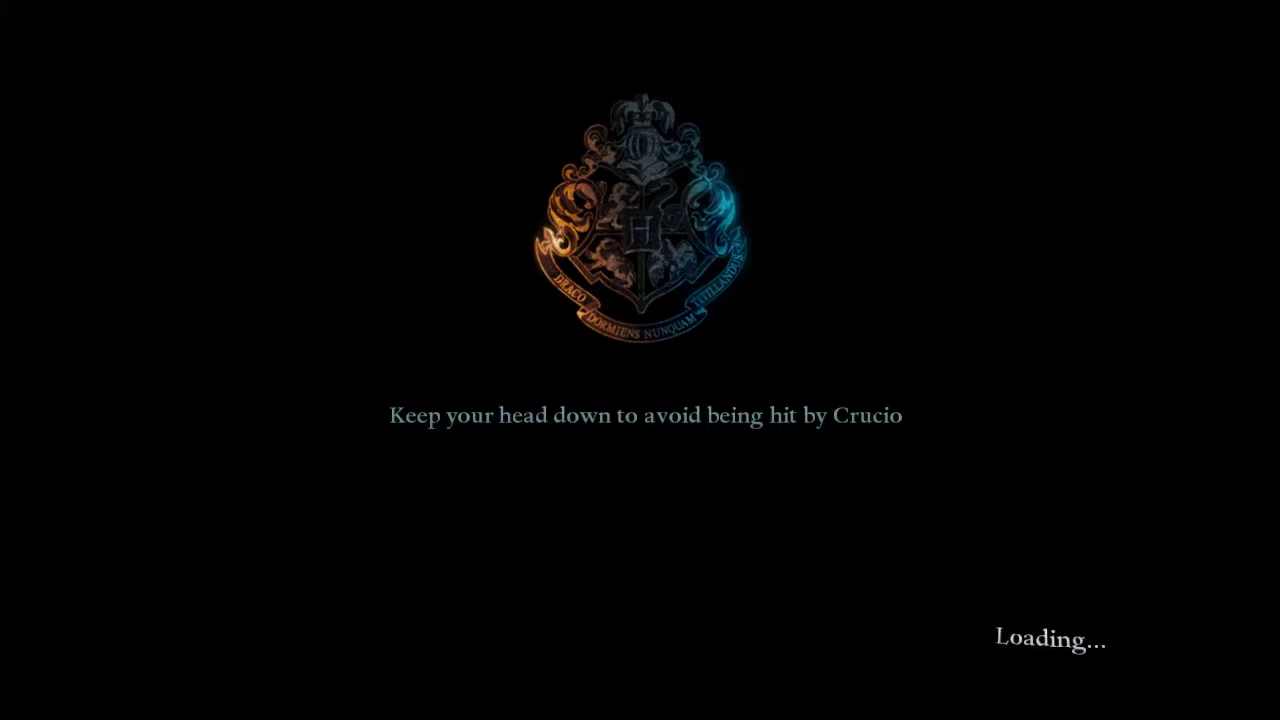 H
DRACO
DORMIENS NUNQUAM
TITILLANDUS
Keep your head down to avoid being hit by Crucio
Loading...